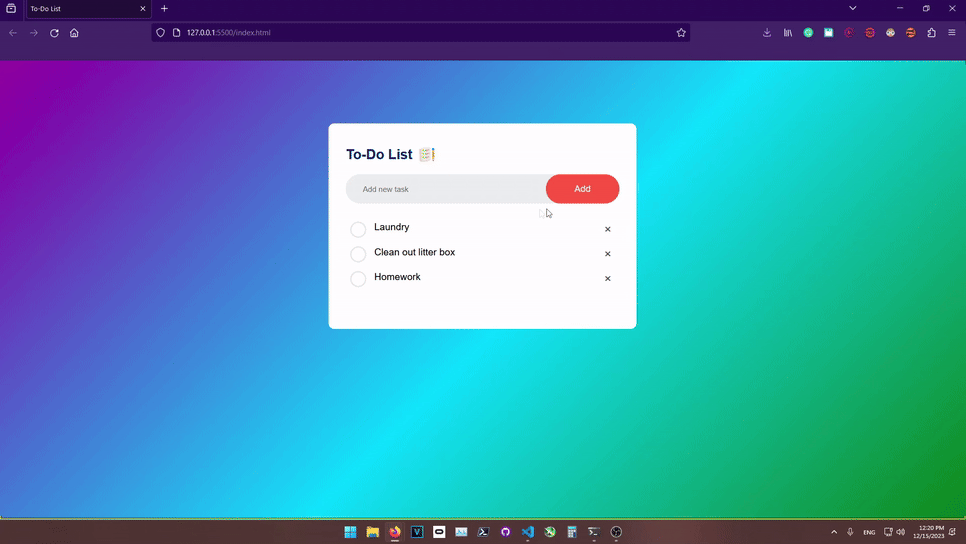 To-Do List
127.0.0.1:5500/index.html
To-Do List
Add new task
Add
Laundry
Clean out litter box
Homework
ENG
12:20 PM
12/15/2023